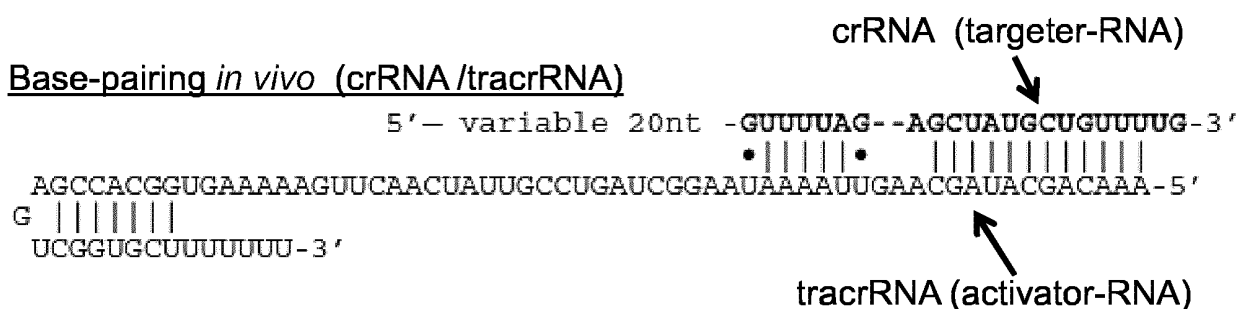 crRNA (targeter-RNA)
Base-pairing in vivo (crRNA /tracrRNA)
5′— variable 20nt -GUUUUAG--AGCUAUGCUGUUUUG-3′
AGCCACGGUGAAAAAGUUCAACUAUUGCCUGAUCGGAAUAAAAUUGAACGAUACGACAAA-5′
G
UCGGUGCUUUUUUU-3′
tracrRNA (activator-RNA)